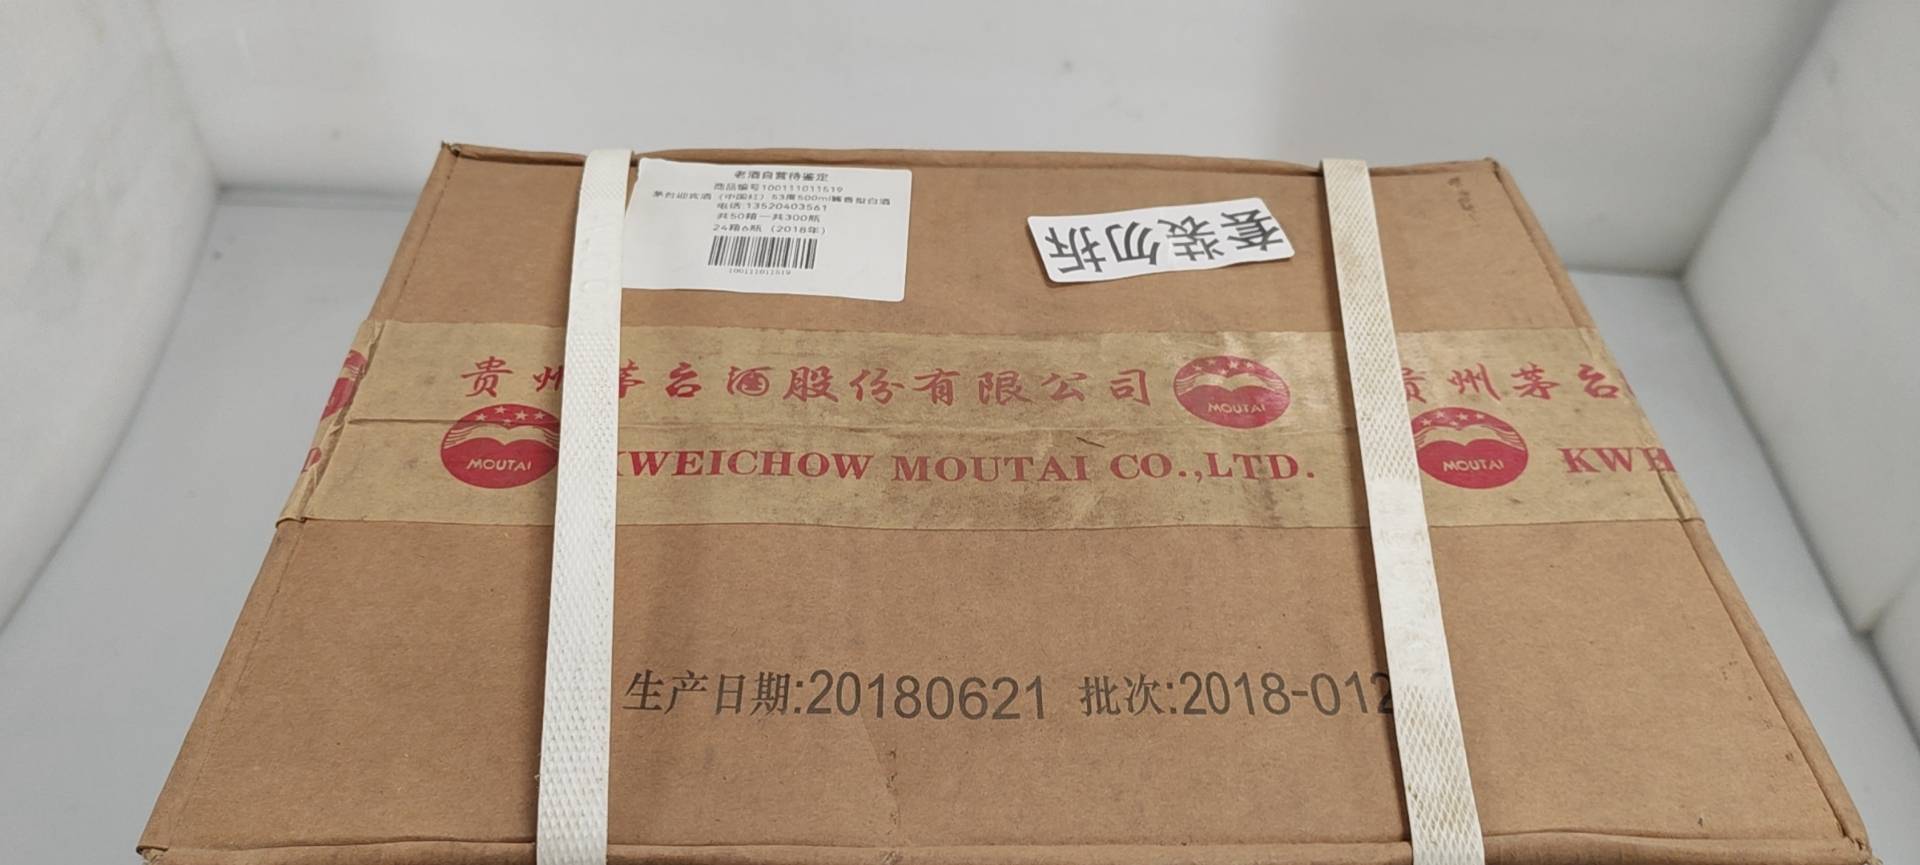 老酒自营待鉴定
商品编号100111011519
茅台迎宾酒（中国红）53度500ml酱香型白酒
电话:13520403561
共50箱一共300瓶
24箱6瓶（2018年）
100111011519
套装勿拆
贵州茅台酒股份有限公司
MOUTAI
贵州茅台
MOUTAI
KWEICHOW MOUTAI CO.,LTD.
MOUTAI
KWE
生产日期:20180621 批次:2018-012